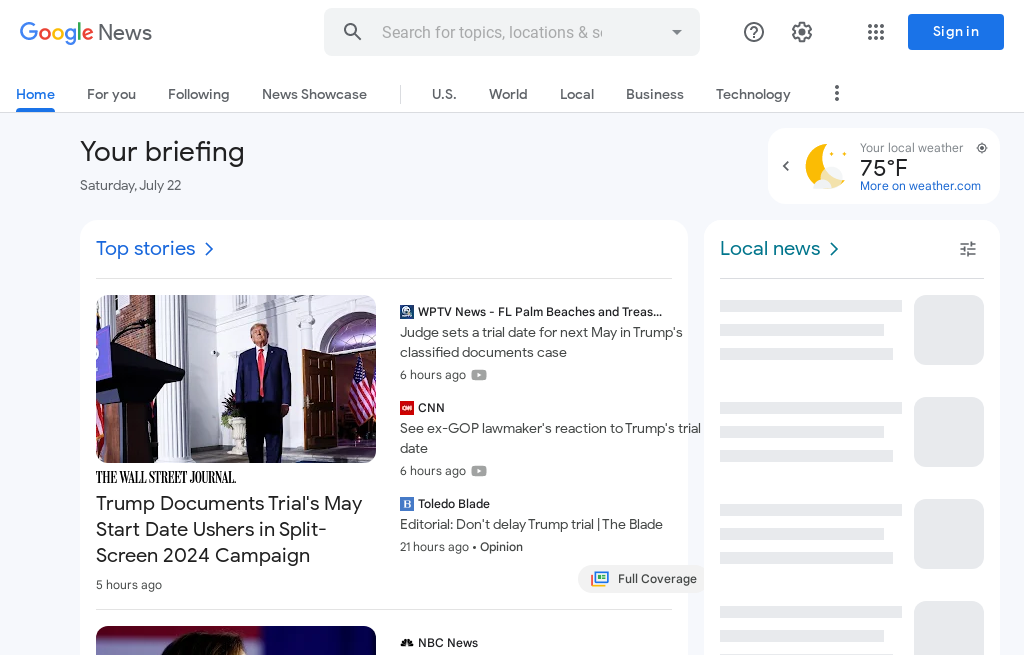 Google News
Search for topics, locations & s
Sign in
Home
For you
Following
News Showcase
U.S.
World
Local
Business
Technology
Your briefing
Saturday, July 22
Your local weather
75°F
More on weather.com
Top stories
THE WALL STREET JOURNAL.
Trump Documents Trial's May
Start Date Ushers in Split-
Screen 2024 Campaign
5 hours ago
WPTV News - FL Palm Beaches and Treas...
Judge sets a trial date for next May in Trump's
classified documents case
6 hours ago
CNN
CNN
See ex-GOP lawmaker's reaction to Trump's trial
date
6 hours ago
B
Toledo Blade
Editorial: Don't delay Trump trial | The Blade
21 hours ago • Opinion
Full Coverage
NBC News
Local news